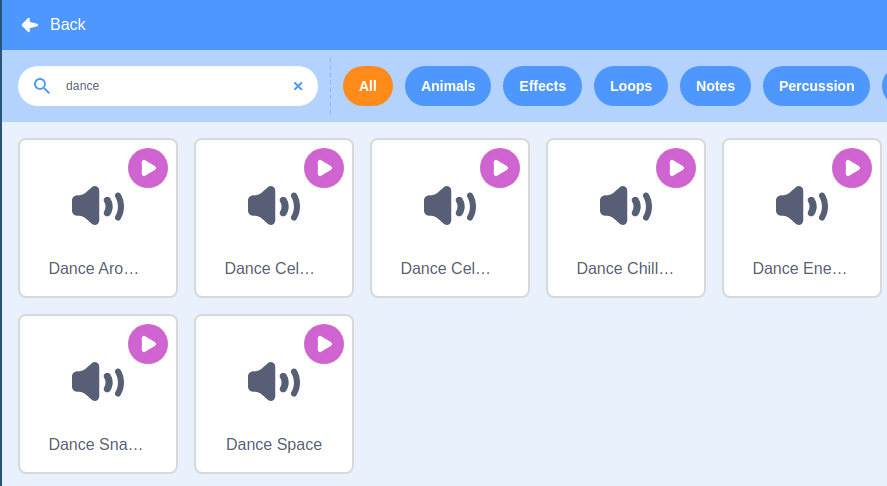 Back
dance
All Animals Effects Loops Notes Percussion
Dance Aro… Dance Cel… Dance Cel… Dance Chill… Dance Ene…
Dance Sna… Dance Space